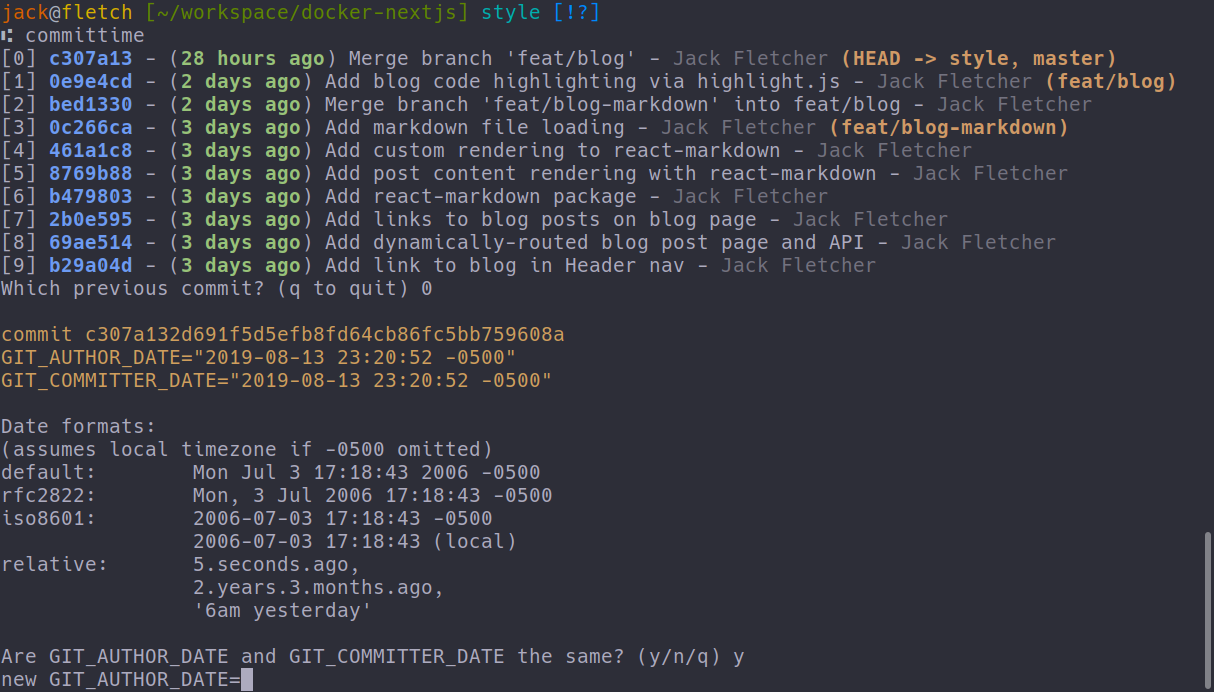 jack@fletch [~/workspace/docker-nextjs] style [!?]
committime
[0] c307a13 - (28 hours ago) Merge branch 'feat/blog' - Jack Fletcher (HEAD -> style, master)
[1] 0e9e4cd - (2 days ago) Add blog code highlighting via highlight.js - Jack Fletcher (feat/blog)
[2] bed1330 - (2 days ago) Merge branch 'feat/blog-markdown' into feat/blog - Jack Fletcher
[3] 0c266ca - (3 days ago) Add markdown file loading - Jack Fletcher (feat/blog-markdown)
[4] 461a1c8 - (3 days ago) Add custom rendering to react-markdown - Jack Fletcher
[5] 8769b88 - (3 days ago) Add post content rendering with react-markdown - Jack Fletcher
[6] b479803 - (3 days ago) Add react-markdown package - Jack Fletcher
[7] 2b0e595 - (3 days ago) Add links to blog posts on blog page - Jack Fletcher
[8] 69ae514 - (3 days ago) Add dynamically-routed blog post page and API - Jack Fletcher
[9] b29a04d - (3 days ago) Add link to blog in Header nav - Jack Fletcher
Which previous commit? (q to quit) 0
commit c307a132d691f5d5efb8fd64cb86fc5bb759608a
GIT_AUTHOR_DATE="2019-08-13 23:20:52 -0500"
GIT_COMMITTER_DATE="2019-08-13 23:20:52 -0500"
Date formats:
(assumes local timezone if -0500 omitted)
default:        Mon Jul 3 17:18:43 2006 -0500
rfc2822:        Mon, 3 Jul 2006 17:18:43 -0500
iso8601:        2006-07-03 17:18:43 -0500
                2006-07-03 17:18:43 (local)
relative:       5.seconds.ago,
                2.years.3.months.ago,
                '6am yesterday'
Are GIT_AUTHOR_DATE and GIT_COMMITTER_DATE the same? (y/n/q) y
new GIT_AUTHOR_DATE=